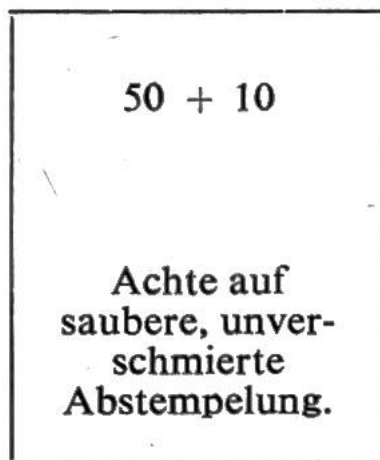 50 + 10
Achte auf
saubere, unver-
schmierte
Abstempelung.